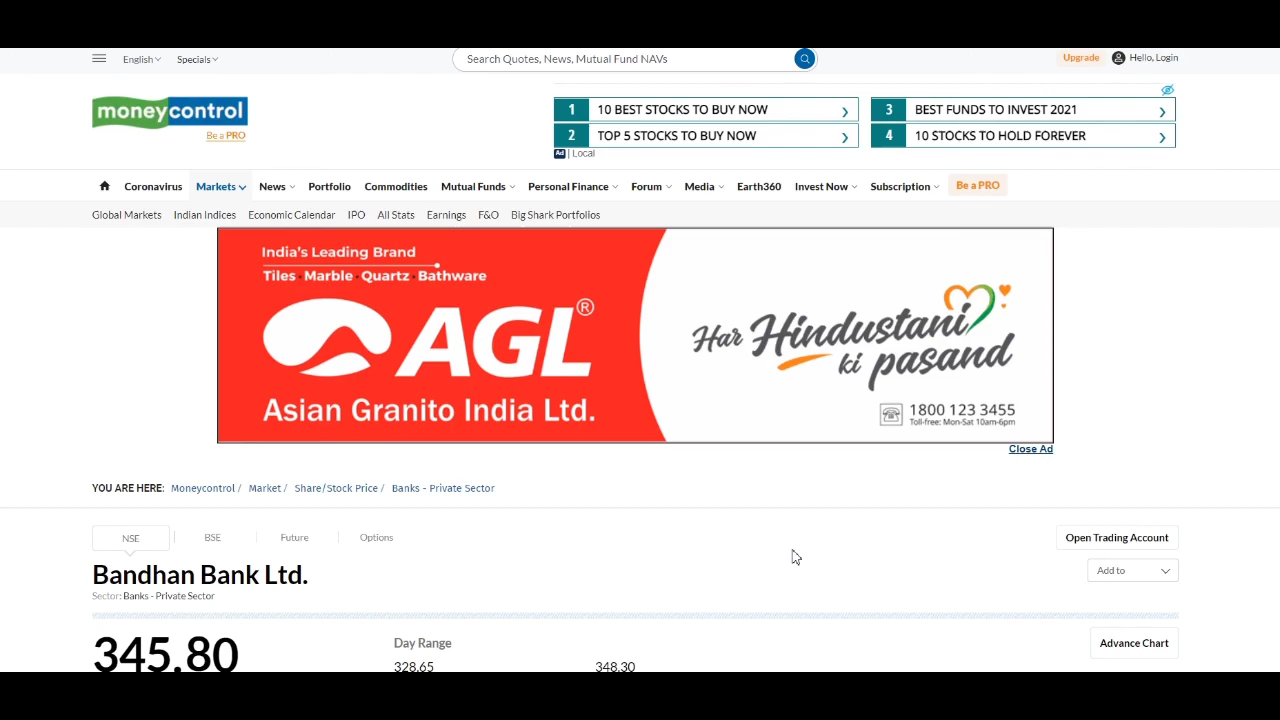 English
Specials
Search Quotes, News, Mutual Fund NAVs
Upgrade
Hello, Login
moneycontrol
Be a PRO
1 10 BEST STOCKS TO BUY NOW
3 BEST FUNDS TO INVEST 2021
2 TOP 5 STOCKS TO BUY NOW
4 10 STOCKS TO HOLD FOREVER
Ad | Local
Coronavirus Markets News Portfolio Commodities Mutual Funds Personal Finance Forum Media Earth360 Invest Now Subscription Be a PRO
Global Markets Indian Indices Economic Calendar IPO All Stats Earnings F&O Big Shark Portfolios
India's Leading Brand
Tiles • Marble • Quartz • Bathware
AGL®
Asian Granito India Ltd.
Har Hindustani
ki pasand
1800 123 3455
Toll-free: Mon-Sat 10am-6pm
Close Ad
YOU ARE HERE: Moneycontrol / Market / Share/Stock Price / Banks - Private Sector
NSE BSE Future Options
Open Trading Account
Bandhan Bank Ltd.
Add to
Sector: Banks - Private Sector
345.80
Day Range
Advance Chart
328.65 348.30